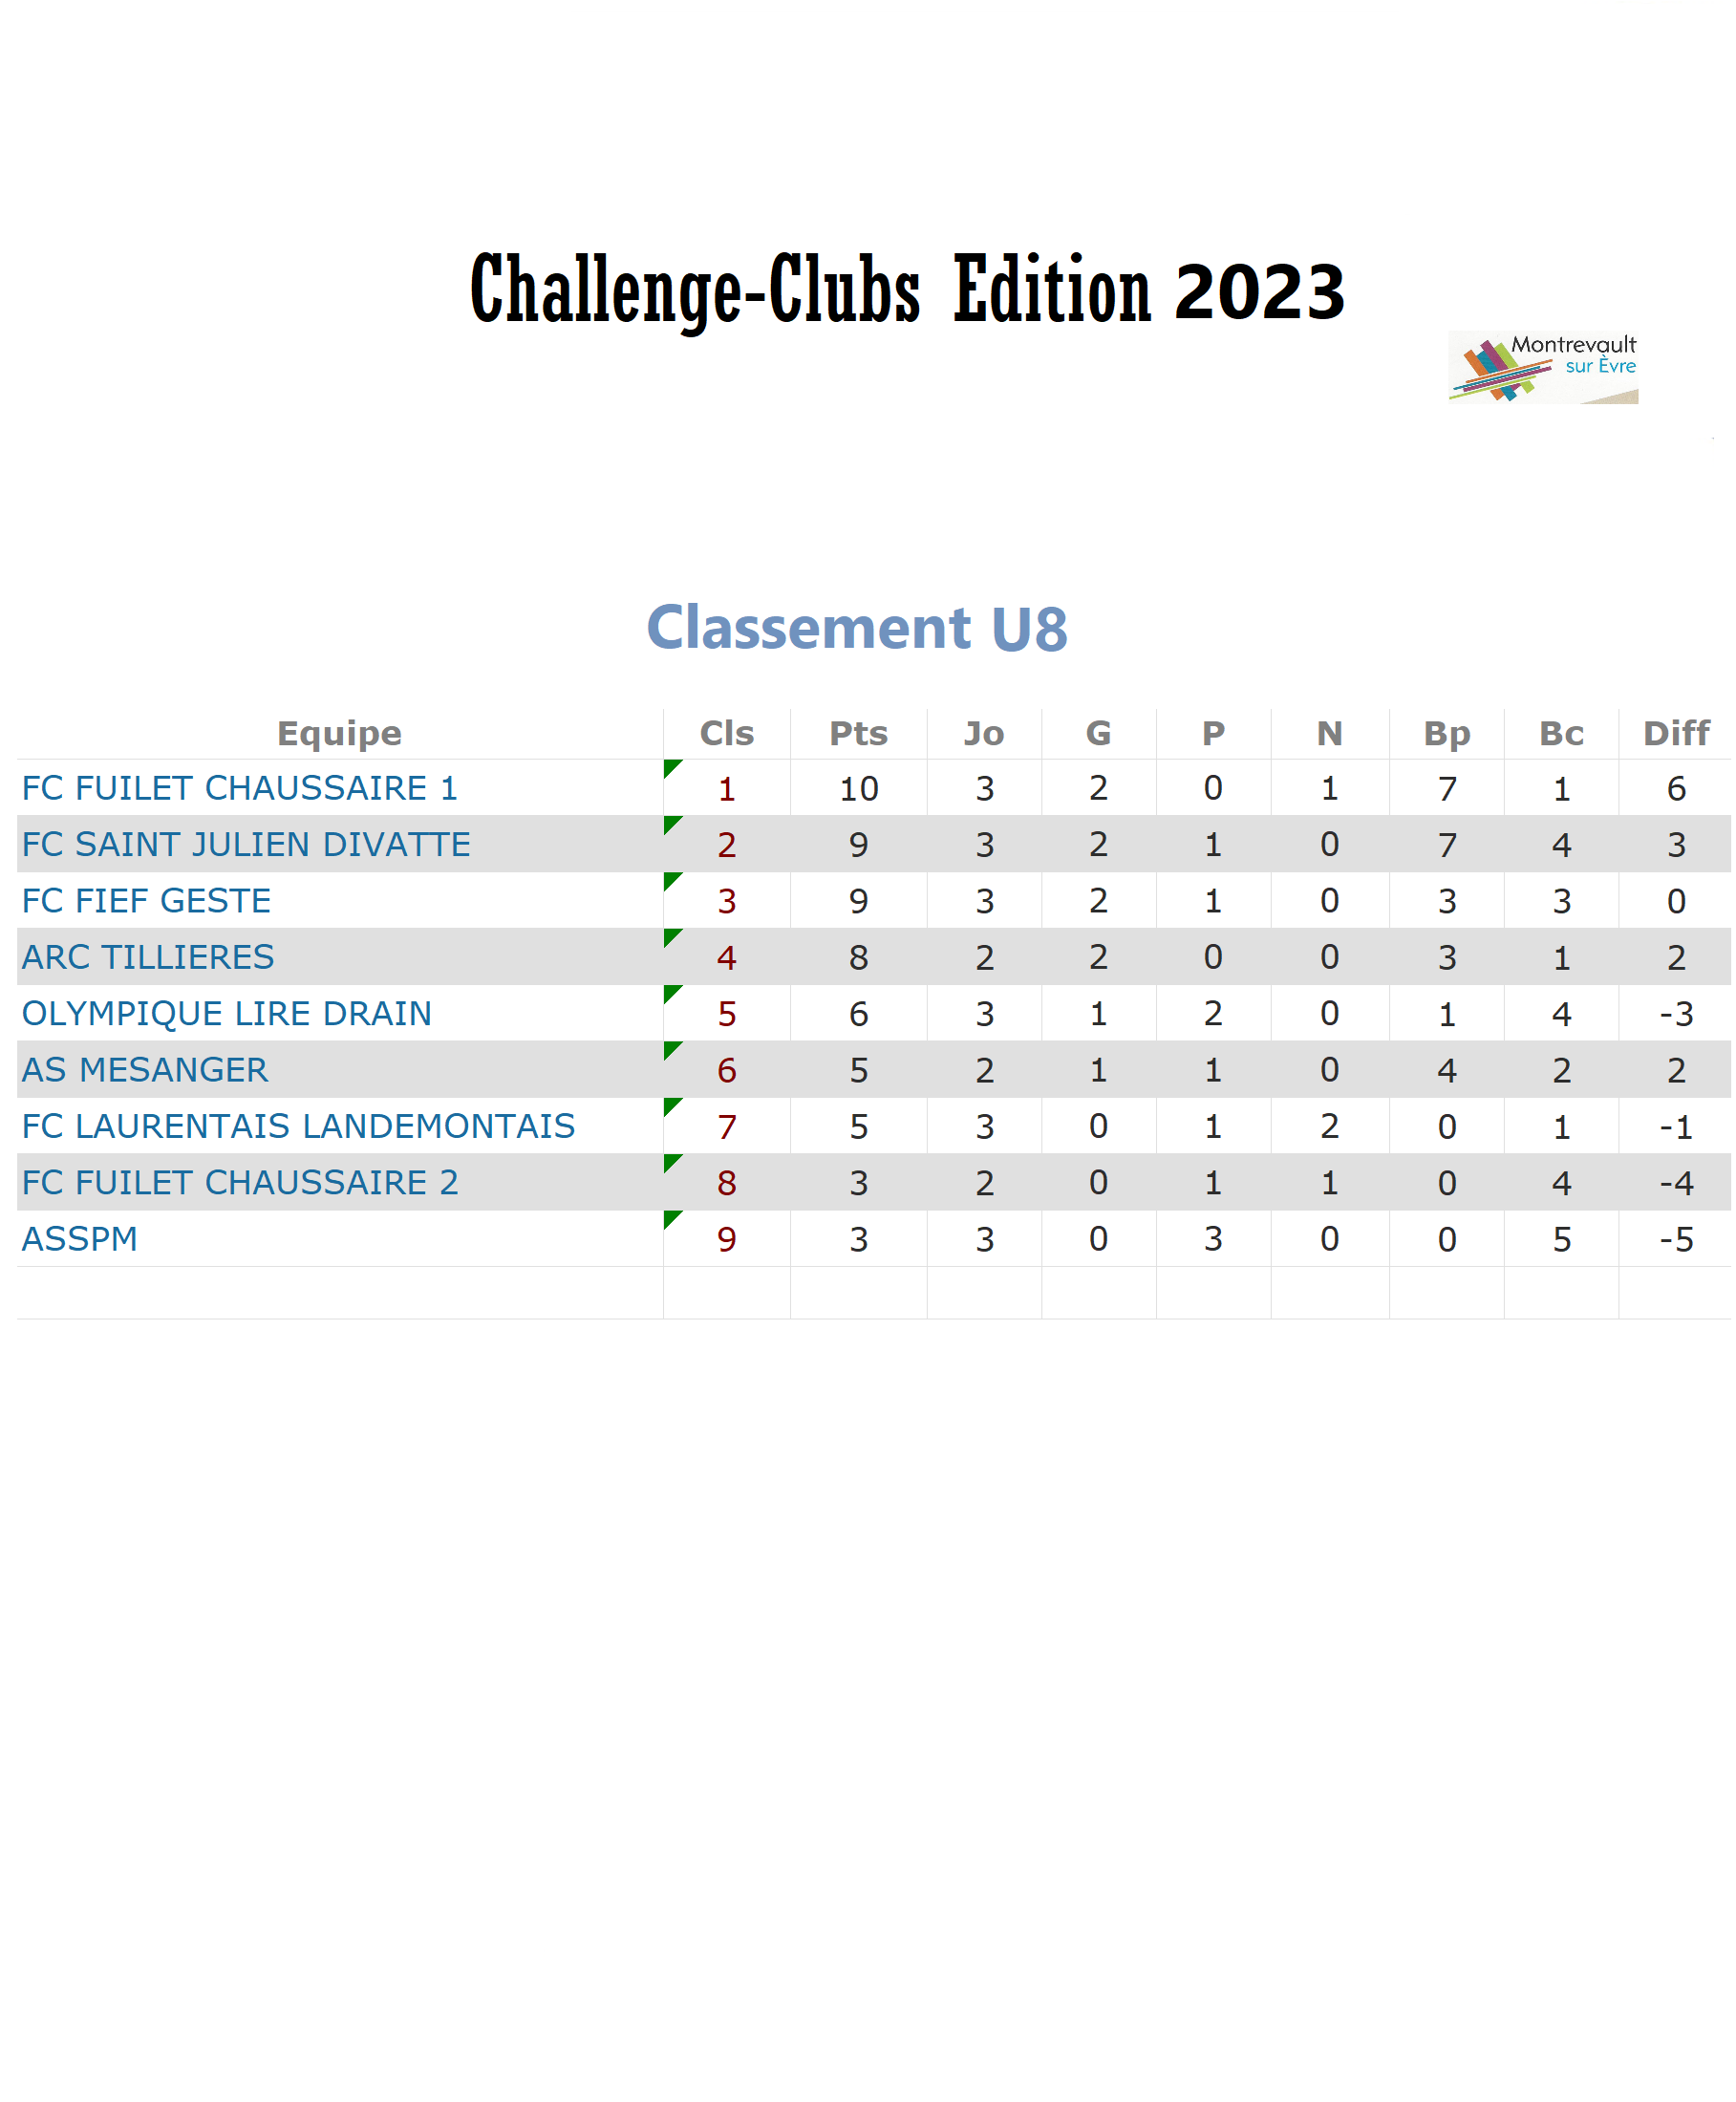 Challenge-Clubs Edition 2023
Montrevault
sur Èvre
Classement U8
Equipe Cls Pts Jo G P N Bp Bc Diff
FC FUILET CHAUSSAIRE 1 1 10 3 2 0 1 7 1 6
FC SAINT JULIEN DIVATTE 2 9 3 2 1 0 7 4 3
FC FIEF GESTE 3 9 3 2 1 0 3 3 0
ARC TILLIERES 4 8 2 2 0 0 3 1 2
OLYMPIQUE LIRE DRAIN 5 6 3 1 2 0 1 4 -3
AS MESANGER 6 5 2 1 1 0 4 2 2
FC LAURENTAIS LANDEMONTAIS 7 5 3 0 1 2 0 1 -1
FC FUILET CHAUSSAIRE 2 8 3 2 0 1 1 0 4 -4
ASSPM 9 3 3 0 3 0 0 5 -5